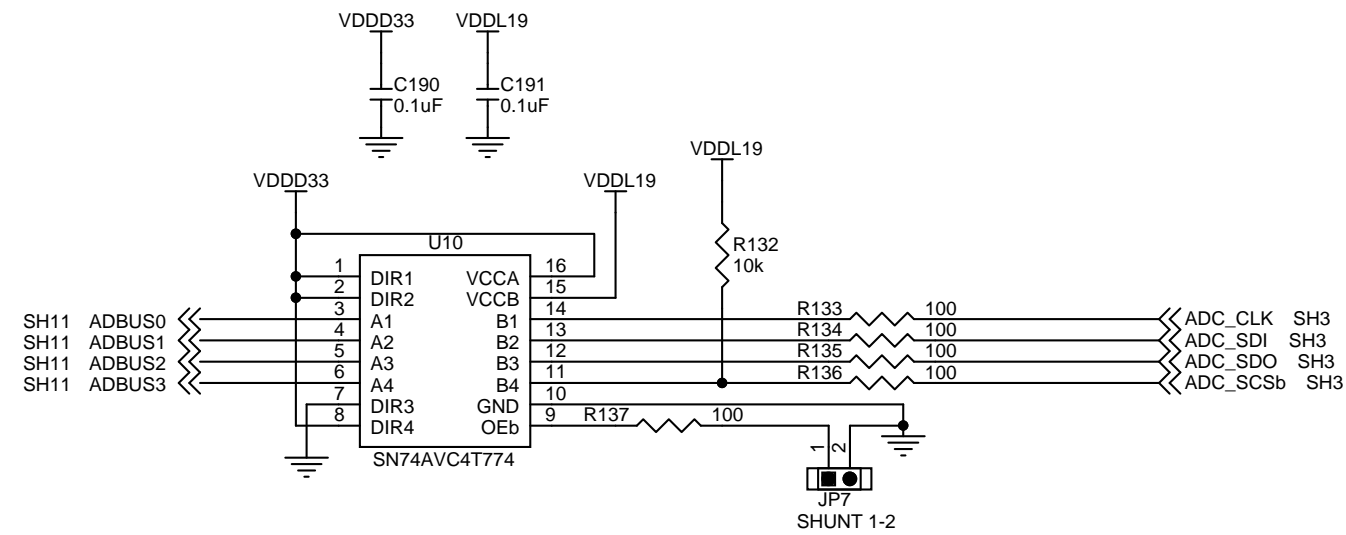 VDDD33 VDDL19
C190
0.1uF
C191
0.1uF
VDDL19
VDDD33 VDDL19
R132
10k
U10
1 DIR1 VCCA 16
2 DIR2 VCCB 15
SH11 ADBUS0 3 A1 B1 14 R133 100 ADC_CLK SH3
SH11 ADBUS1 4 A2 B2 13 R134 100 ADC_SDI SH3
SH11 ADBUS2 5 A3 B3 12 R135 100 ADC_SDO SH3
SH11 ADBUS3 6 A4 B4 11 R136 100 ADC_SCSb SH3
7 DIR3 GND 10
8 DIR4 OEb 9 R137 100
SN74AVC4T774
1 2
JP7
SHUNT 1-2